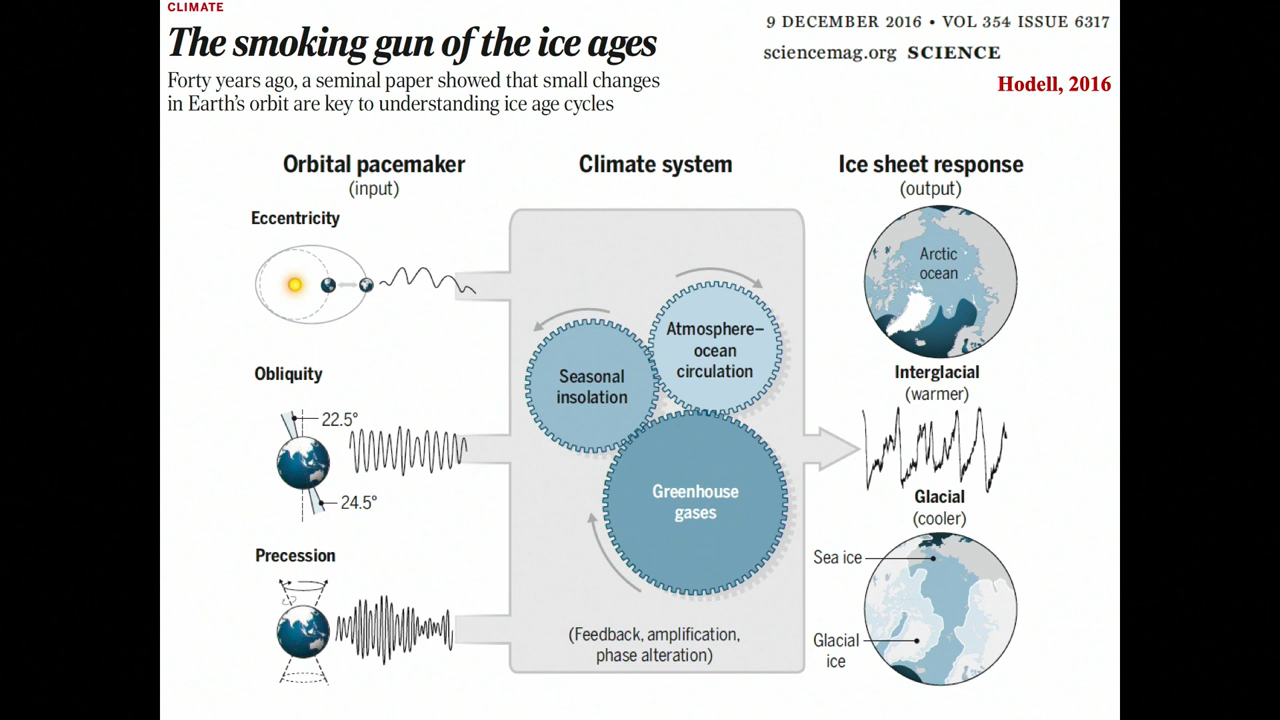 CLIMATE
The smoking gun of the ice ages
Forty years ago, a seminal paper showed that small changes
in Earth's orbit are key to understanding ice age cycles
9 DECEMBER 2016 • VOL 354 ISSUE 6317
sciencemag.org SCIENCE
Hodell, 2016
Orbital pacemaker
(input)
Eccentricity
Obliquity
22.5°
24.5°
Precession
Climate system
Seasonal
insolation
Atmosphere–
ocean
circulation
Greenhouse
gases
(Feedback, amplification,
phase alteration)
Ice sheet response
(output)
Arctic
ocean
Interglacial
(warmer)
Glacial
(cooler)
Sea ice
Glacial
ice